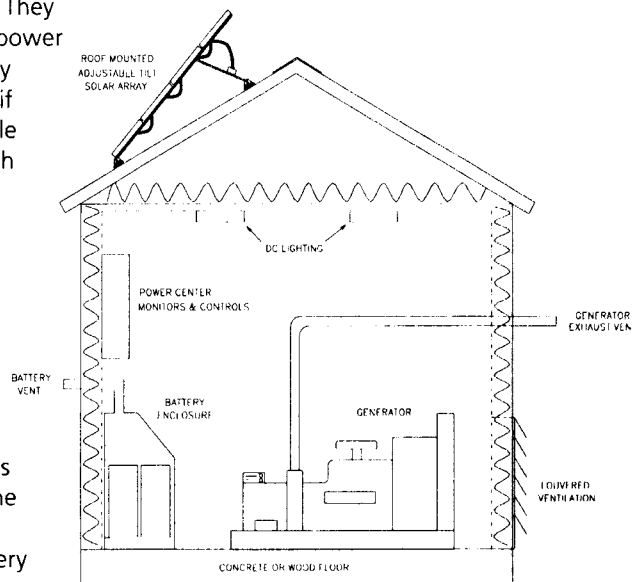 They
power
y
if
le
h
ROOF MOUNTED
ADJUSTABLE TILT
SOLAR ARRAY
DC LIGHTING
POWER CENTER
MONITORS & CONTROLS
GENERATOR
EXHAUST VEN
BATTERY
VENT
BATTERY
ENCLOSURE
GENERATOR
LOUVERED
VENTILATION
s
ne
ery
CONCRETE OR WOOD FLOOR